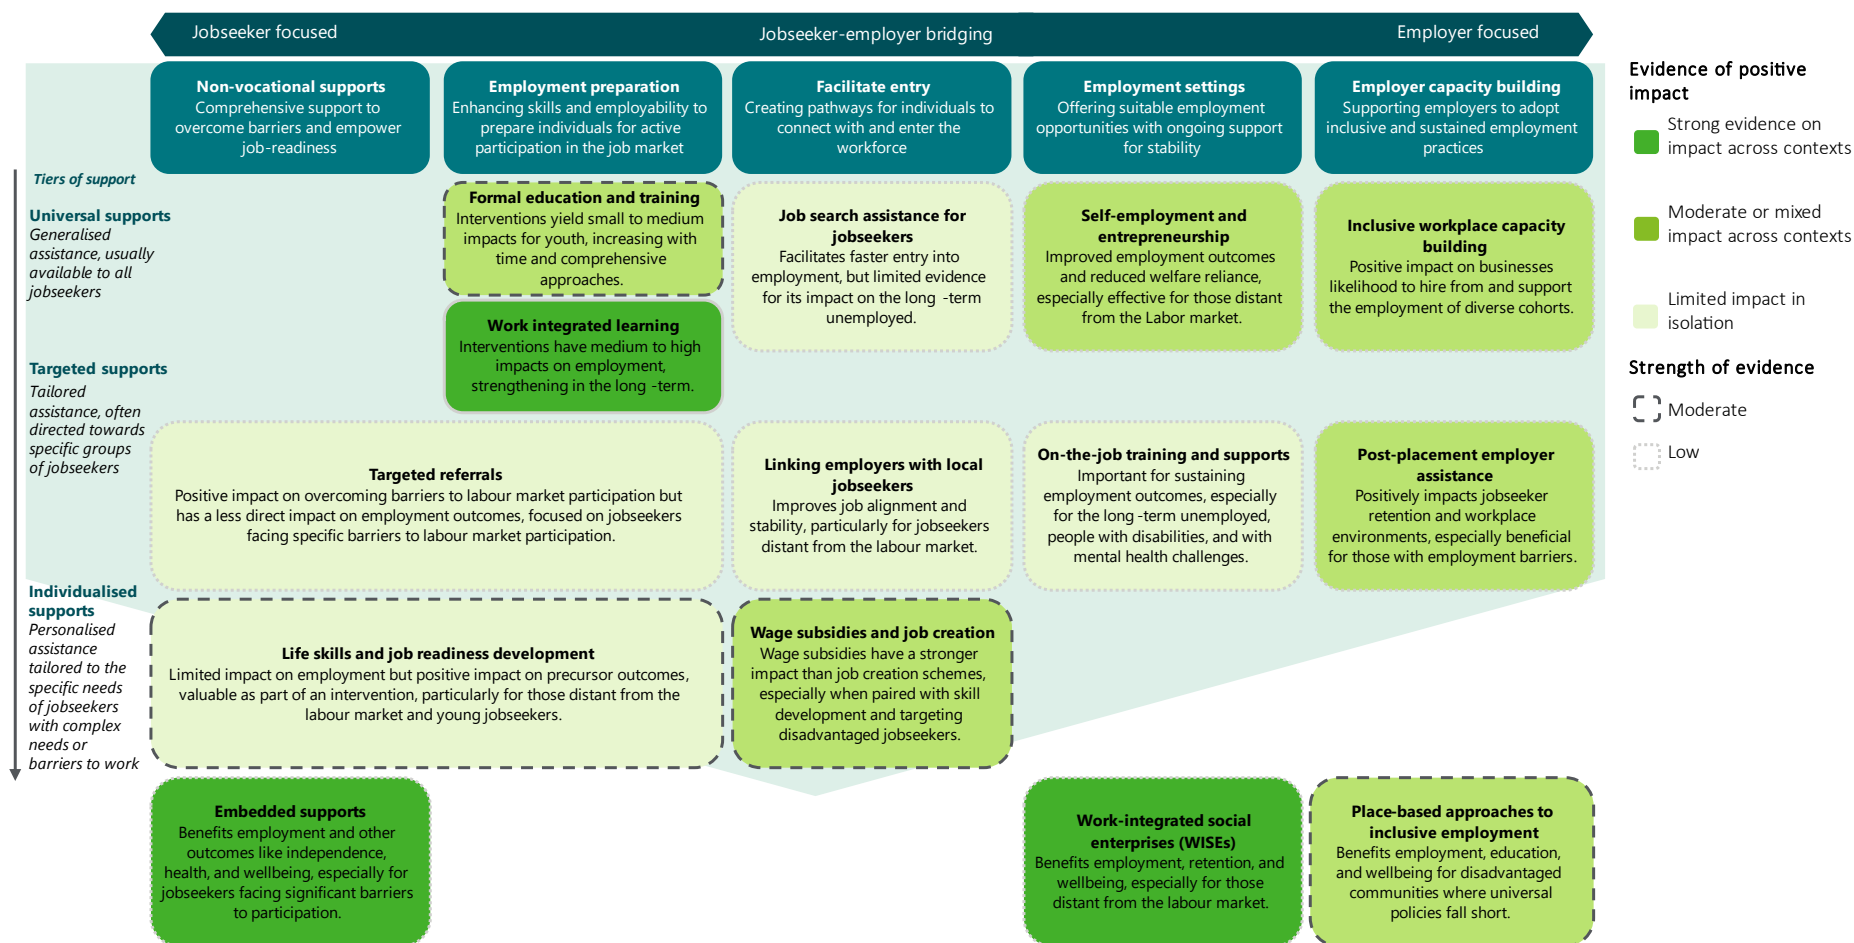 Jobseeker focused
Jobseeker-employer bridging
Employer focused
Non-vocational supports
Comprehensive support to
overcome barriers and empower
job-readiness
Employment preparation
Enhancing skills and employability to
prepare individuals for active
participation in the job market
Facilitate entry
Creating pathways for individuals to
connect with and enter the
workforce
Employment settings
Offering suitable employment
opportunities with ongoing support
for stability
Employer capacity building
Supporting employers to adopt
inclusive and sustained employment
practices
Evidence of positive
impact
Strong evidence on
impact across contexts
Moderate or mixed
impact across contexts
Limited impact in
isolation
Strength of evidence
Moderate
Low
Tiers of support
Universal supports
Generalised
assistance, usually
available to all
jobseekers
Formal education and training
Interventions yield small to medium
impacts for youth, increasing with
time and comprehensive
approaches.
Work integrated learning
Interventions have medium to high
impacts on employment,
strengthening in the long -term.
Job search assistance for
jobseekers
Facilitates faster entry into
employment, but limited evidence
for its impact on the long -term
unemployed.
Self-employment and
entrepreneurship
Improved employment outcomes
and reduced welfare reliance,
especially effective for those distant
from the Labor market.
Inclusive workplace capacity
building
Positive impact on businesses
likelihood to hire from and support
the employment of diverse cohorts.
Targeted supports
Tailored
assistance, often
directed towards
specific groups
of jobseekers
Targeted referrals
Positive impact on overcoming barriers to labour market participation but
has a less direct impact on employment outcomes, focused on jobseekers
facing specific barriers to labour market participation.
Linking employers with local
jobseekers
Improves job alignment and
stability, particularly for jobseekers
distant from the labour market.
On-the-job training and supports
Important for sustaining
employment outcomes, especially
for the long -term unemployed,
people with disabilities, and with
mental health challenges.
Post-placement employer
assistance
Positively impacts jobseeker
retention and workplace
environments, especially beneficial
for those with employment barriers.
Individualised
supports
Personalised
assistance
tailored to the
specific needs
of jobseekers
with complex
needs or
barriers to work
Life skills and job readiness development
Limited impact on employment but positive impact on precursor outcomes,
valuable as part of an intervention, particularly for those distant from the
labour market and young jobseekers.
Wage subsidies and job creation
Wage subsidies have a stronger
impact than job creation schemes,
especially when paired with skill
development and targeting
disadvantaged jobseekers.
Embedded supports
Benefits employment and other
outcomes like independence,
health, and wellbeing, especially for
jobseekers facing significant barriers
to participation.
Work-integrated social
enterprises (WISEs)
Benefits employment, retention, and
wellbeing, especially for those
distant from the labour market.
Place-based approaches to
inclusive employment
Benefits employment, education,
and wellbeing for disadvantaged
communities where universal
policies fall short.